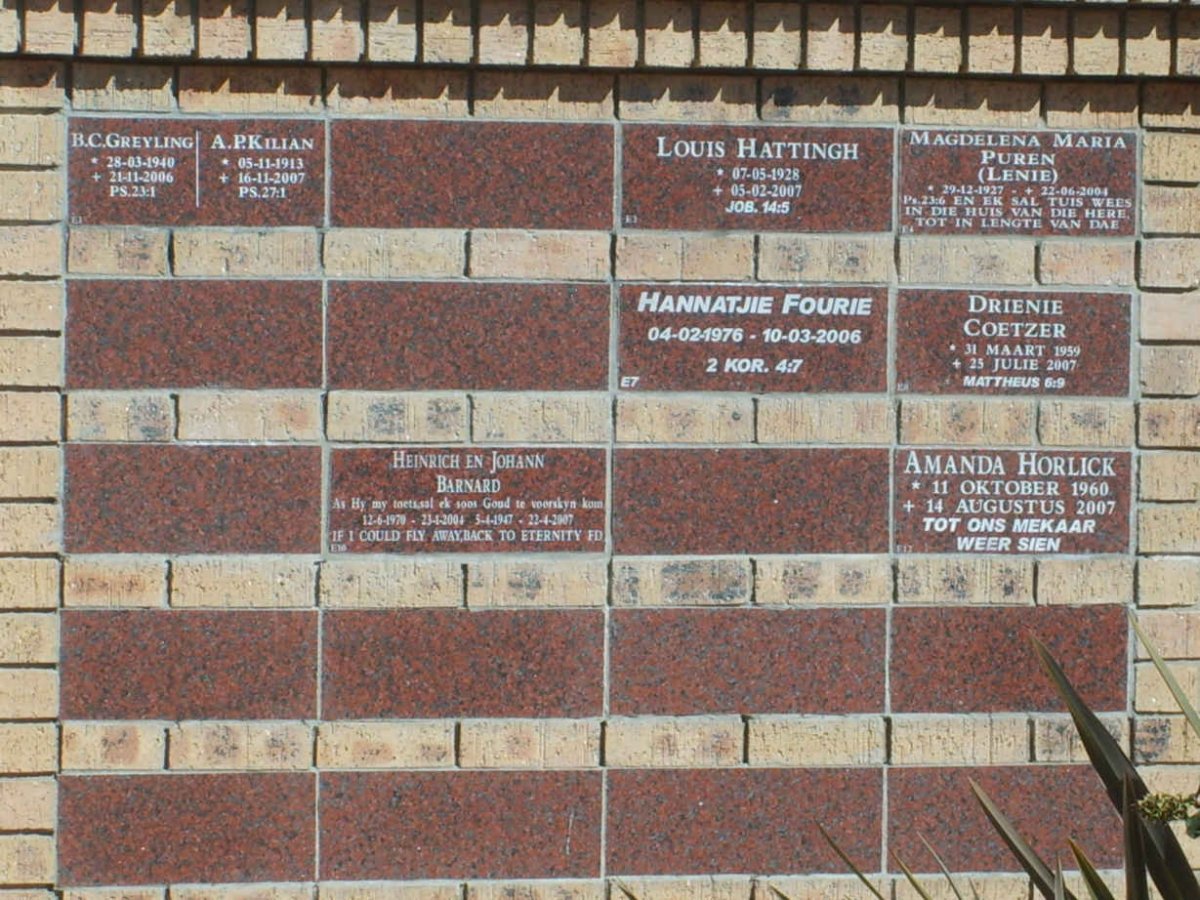 B.C.GREYLING
* 28-03-1940
+ 21-11-2006
PS.23:1
A.P.KILIAN
* 05-11-1913
+ 16-11-2007
PS.27:1
E1
LOUIS HATTINGH
* 07-05-1928
+ 05-02-2007
JOB. 14:5
E3
MAGDELENA MARIA
PUREN
(LENIE)
* 29-12-1927 - + 22-06-2004
Ps.23:6 EN EK SAL TUIS WEES
IN DIE HUIS VAN DIE HERE,
TOT IN LENGTE VAN DAE
E4
HANNATJIE FOURIE
04-02-1976 - 10-03-2006
2 KOR. 4:7
E7
DRIENIE
COETZER
* 31 MAART 1959
+ 25 JULIE 2007
MATTHEUS 6:9
E8
HEINRICH EN JOHANN
BARNARD
As Hy my toets,sal ek soos Goud te voorskyn kom
12-6-1970 - 23-1-2004 5-4-1947 - 22-4-2007
IF I COULD FLY AWAY,BACK TO ETERNITY FD
E10
AMANDA HORLICK
* 11 OKTOBER 1960
+ 14 AUGUSTUS 2007
TOT ONS MEKAAR
WEER SIEN
E12